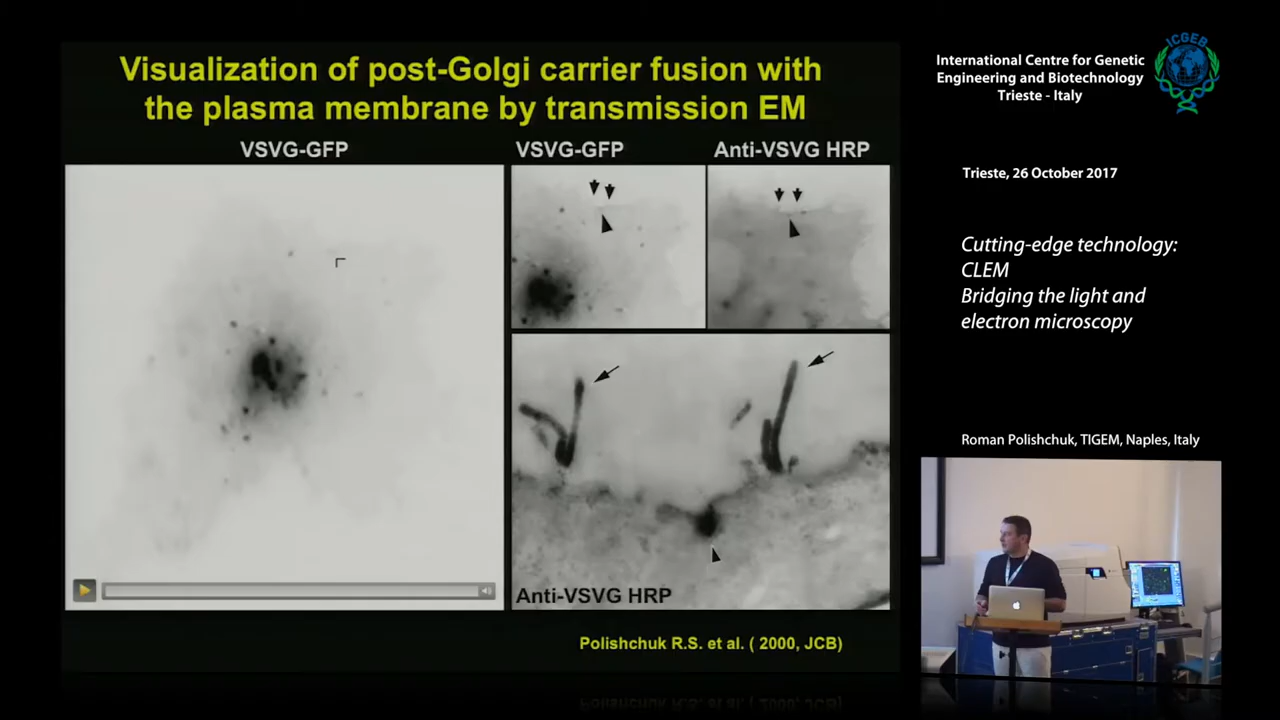 Visualization of post-Golgi carrier fusion with
the plasma membrane by transmission EM
VSVG-GFP
VSVG-GFP
Anti-VSVG HRP
Anti-VSVG HRP
Polishchuk R.S. et al. ( 2000, JCB)
International Centre for Genetic
Engineering and Biotechnology
Trieste - Italy
ICGEB
Trieste, 26 October 2017
Cutting-edge technology:
CLEM
Bridging the light and
electron microscopy
Roman Polishchuk, TIGEM, Naples, Italy